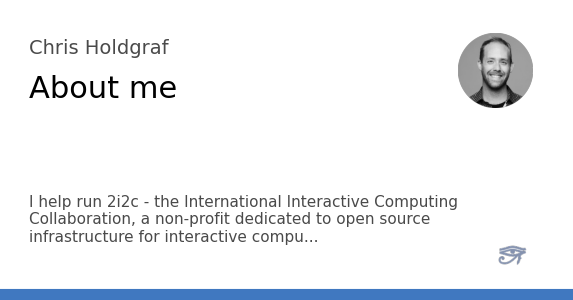 Chris Holdgraf
About me
I help run 2i2c - the International Interactive Computing
Collaboration, a non-profit dedicated to open source
infrastructure for interactive compu...